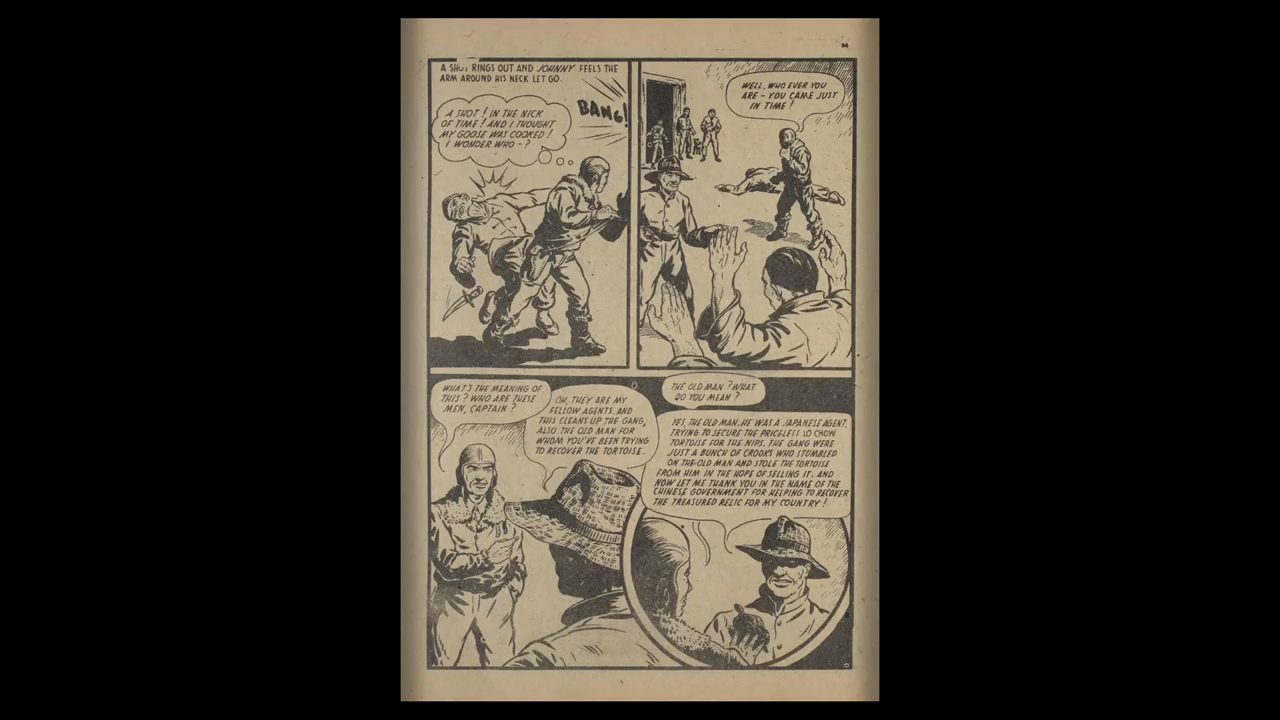 34
A SHOT RINGS OUT AND JOHNNY FEELS THE
ARM AROUND HIS NECK LET GO.
A SHOT! IN THE NICK
OF TIME! AND I THOUGHT
MY GOOSE WAS COOKED!
I WONDER WHO-?
BANG!
WELL, WHO EVER YOU
ARE - YOU CAME JUST
IN TIME!
WHAT'S THE MEANING OF
THIS? WHO ARE THESE
MEN, CAPTAIN?
OH, THEY ARE MY
FELLOW AGENTS. AND
THIS CLEANS UP THE GANG,
ALSO THE OLD MAN FOR
WHOM YOU'VE BEEN TRYING
TO RECOVER THE TORTOISE.
THE OLD MAN? WHAT
DO YOU MEAN?
YES, THE OLD MAN. HE WAS A JAPANESE AGENT,
TRYING TO SECURE THE PRICELESS LO CHOW
TORTOISE FOR THE NIPS. THE GANG WERE
JUST A BUNCH OF CROOKS WHO STUMBLED
ON THE OLD MAN AND STOLE THE TORTOISE
FROM HIM IN THE HOPE OF SELLING IT. AND
NOW LET ME THANK YOU IN THE NAME OF THE
CHINESE GOVERNMENT FOR HELPING TO RECOVER
THE TREASURED RELIC FOR MY COUNTRY!